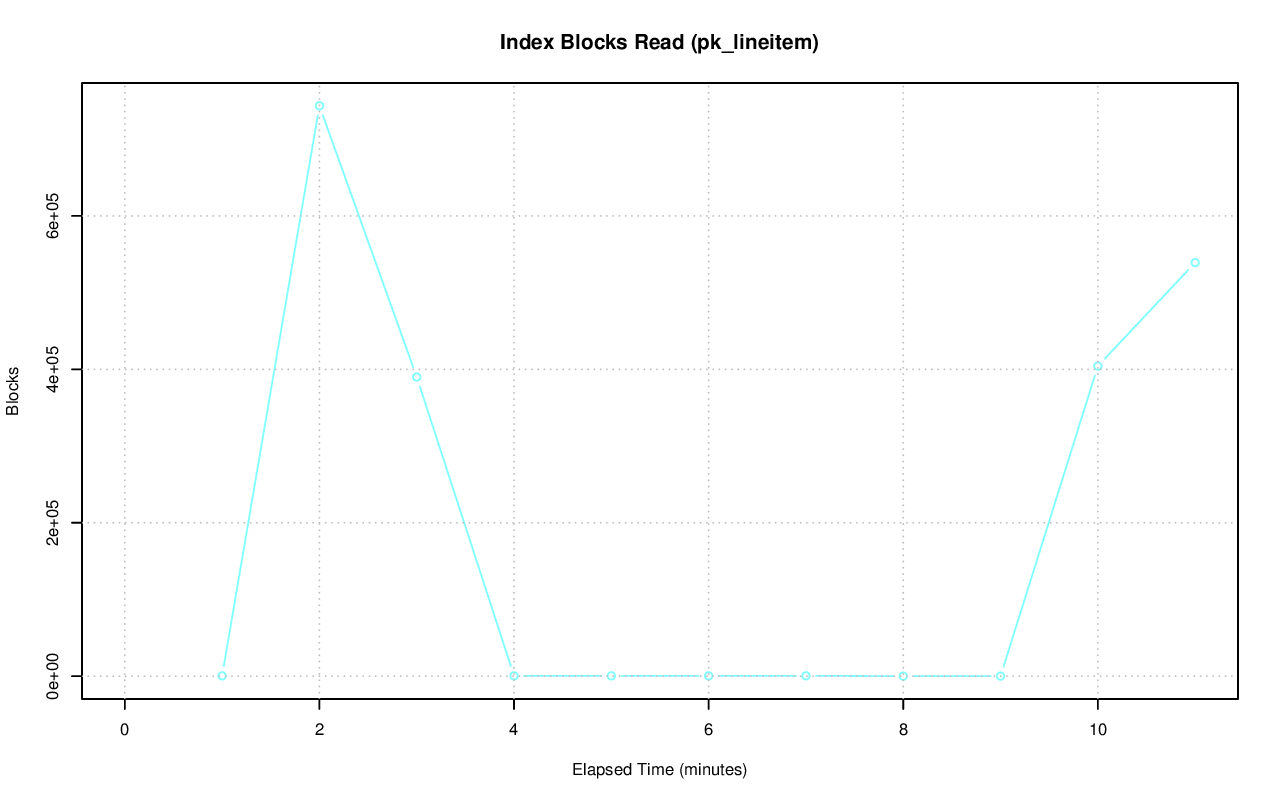 Index Blocks Read (pk_lineitem)
Blocks
6e+05
4e+05
2e+05
0e+00
0 2 4 6 8 10
Elapsed Time (minutes)